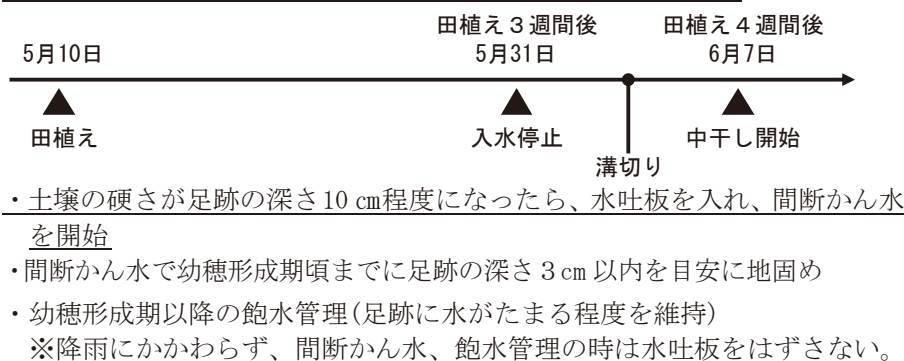 田植え３週間後 田植え４週間後
5月10日 5月31日 6月7日
田植え 入水停止 中干し開始
溝切り
・土壌の硬さが足跡の深さ10 ㎝程度になったら、水吐板を入れ、間断かん水
を開始
・間断かん水で幼穂形成期頃までに足跡の深さ３cm 以内を目安に地固め
・幼穂形成期以降の飽水管理(足跡に水がたまる程度を維持)
※降雨にかかわらず、間断かん水、飽水管理の時は水吐板をはずさない。